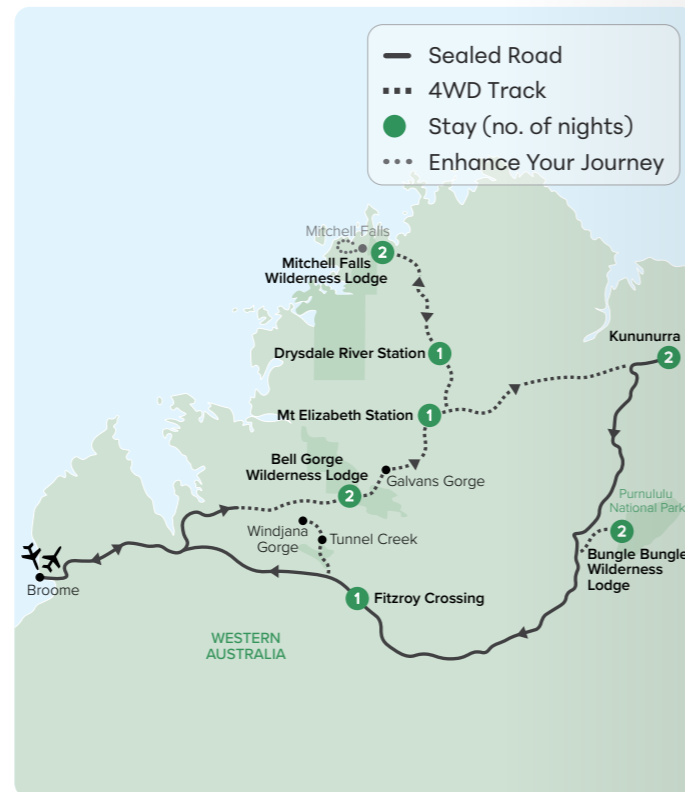 Sealed Road
4WD Track
Stay (no. of nights)
Enhance Your Journey
Mitchell Falls
2
Mitchell Falls
Wilderness Lodge
Kununurra
2
Drysdale River Station
1
Mt Elizabeth Station
1
Bell Gorge
Wilderness Lodge
2
Galvans Gorge
Purnululu
National Park
Windjana
Gorge
Tunnel Creek
2
Bungle Bungle
Wilderness
Lodge
Broome
1
Fitzroy Crossing
WESTERN
AUSTRALIA